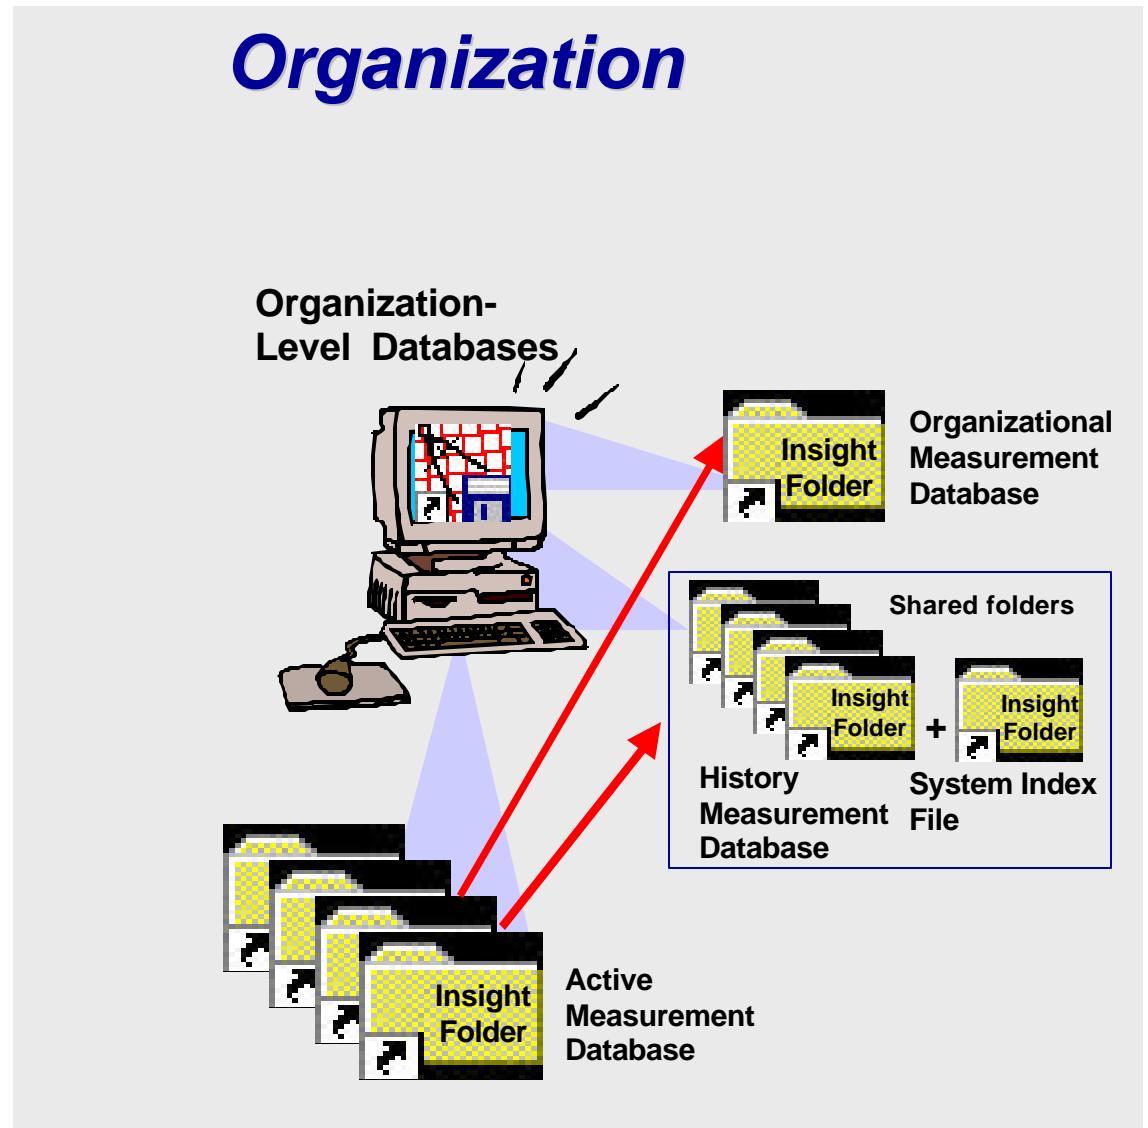 Organization
Organization-
Level Databases
Insight
Folder
Organizational
Measurement
Database
Shared folders
Insight
Folder
+
Insight
Folder
History
Measurement
Database
System Index
File
Insight
Folder
Active
Measurement
Database